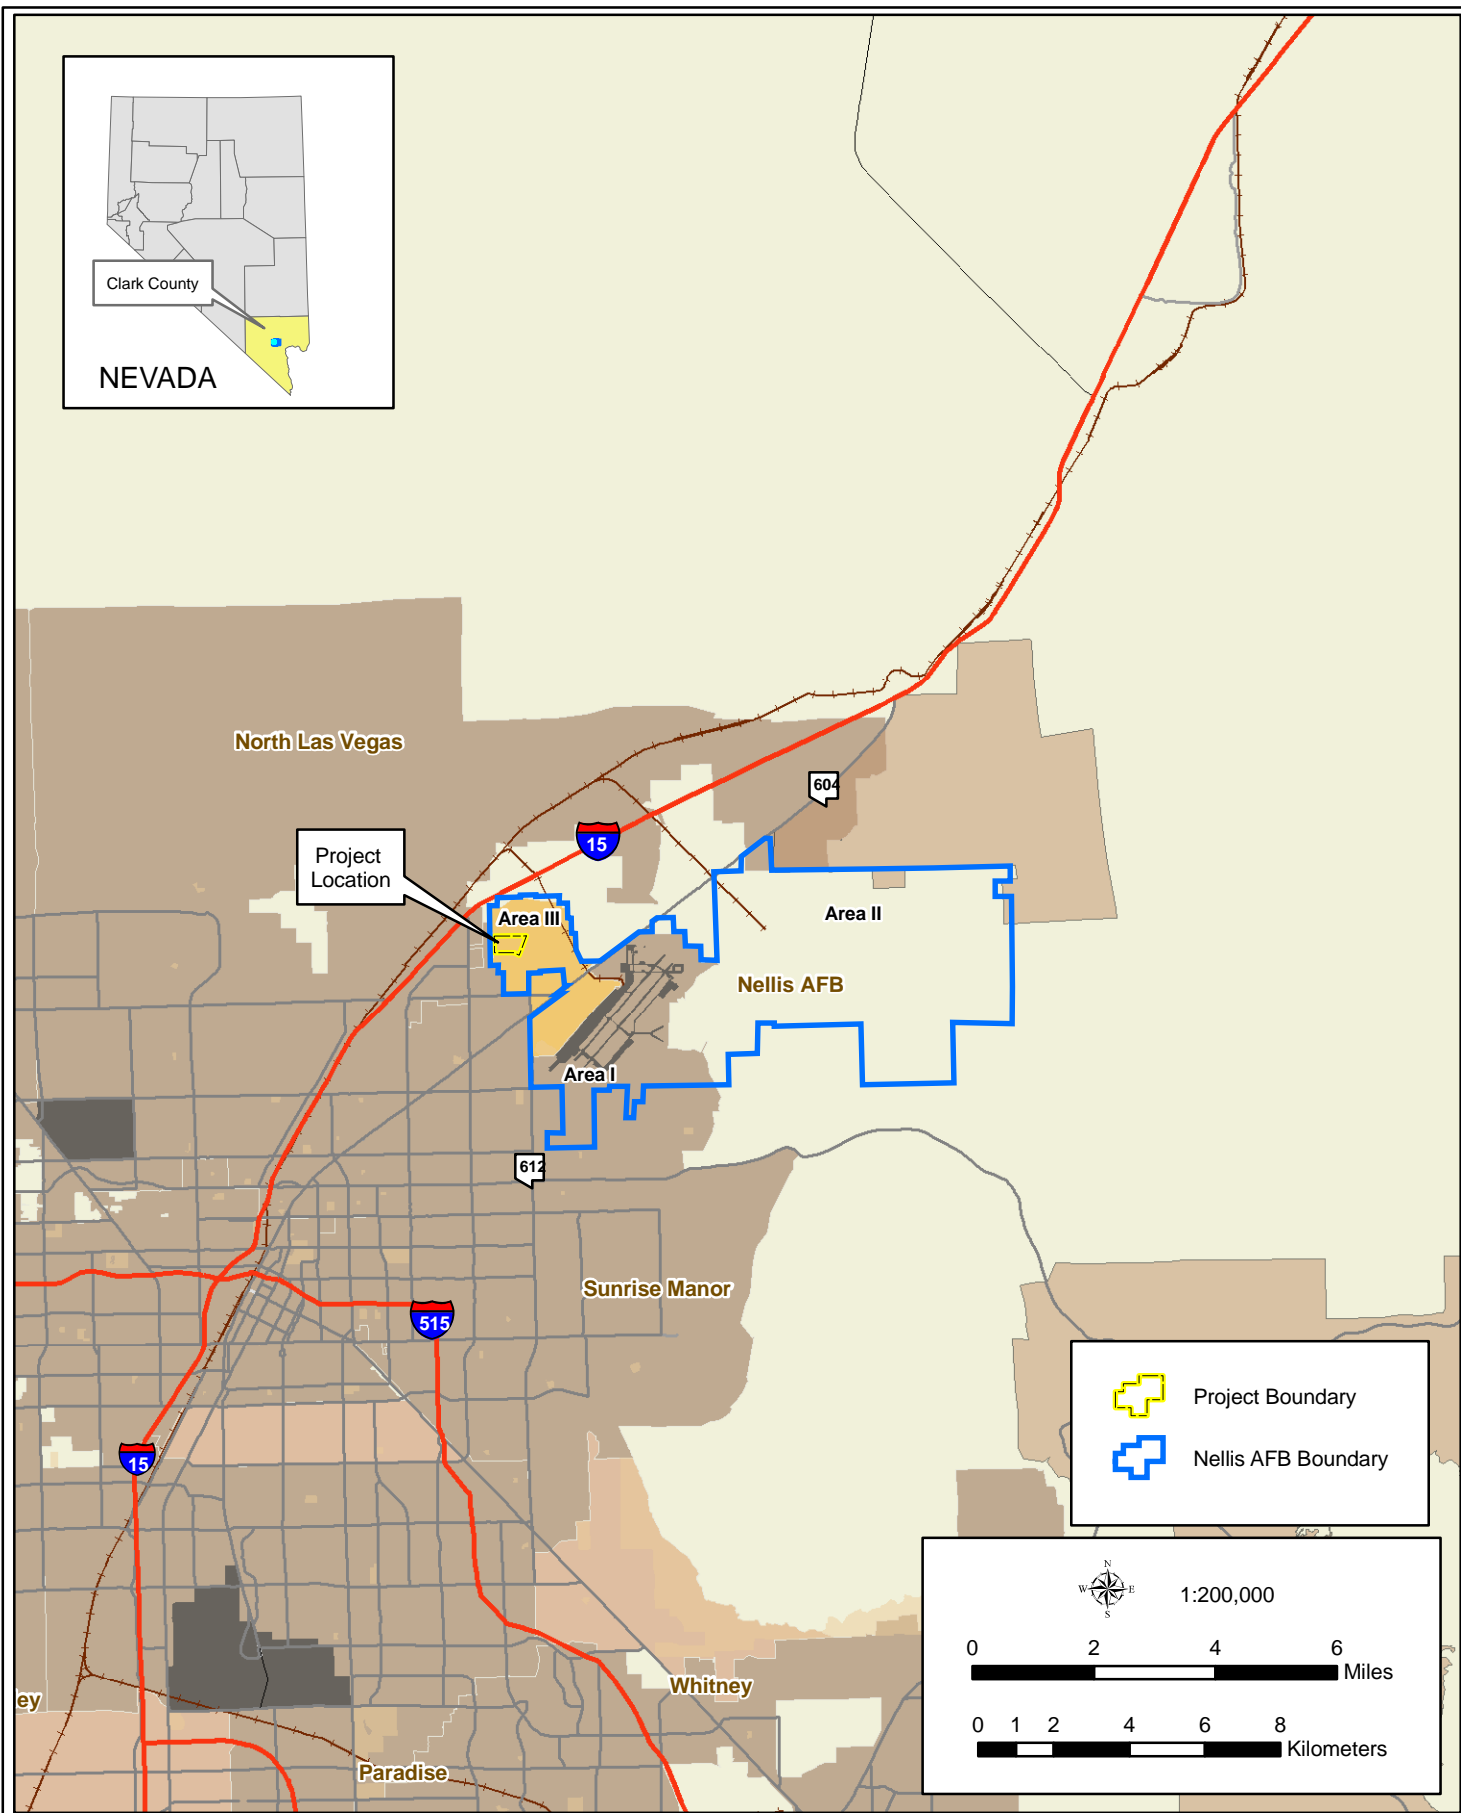 Clark County
NEVADA
North Las Vegas
604
15
Project
Location
Area III
Area II
Nellis AFB
Area I
612
Sunrise Manor
515
15
Project Boundary
Nellis AFB Boundary
N
W E
S
1:200,000
0 2 4 6
Miles
0 1 2 4 6 8
Kilometers
Whitney
ey
Paradise